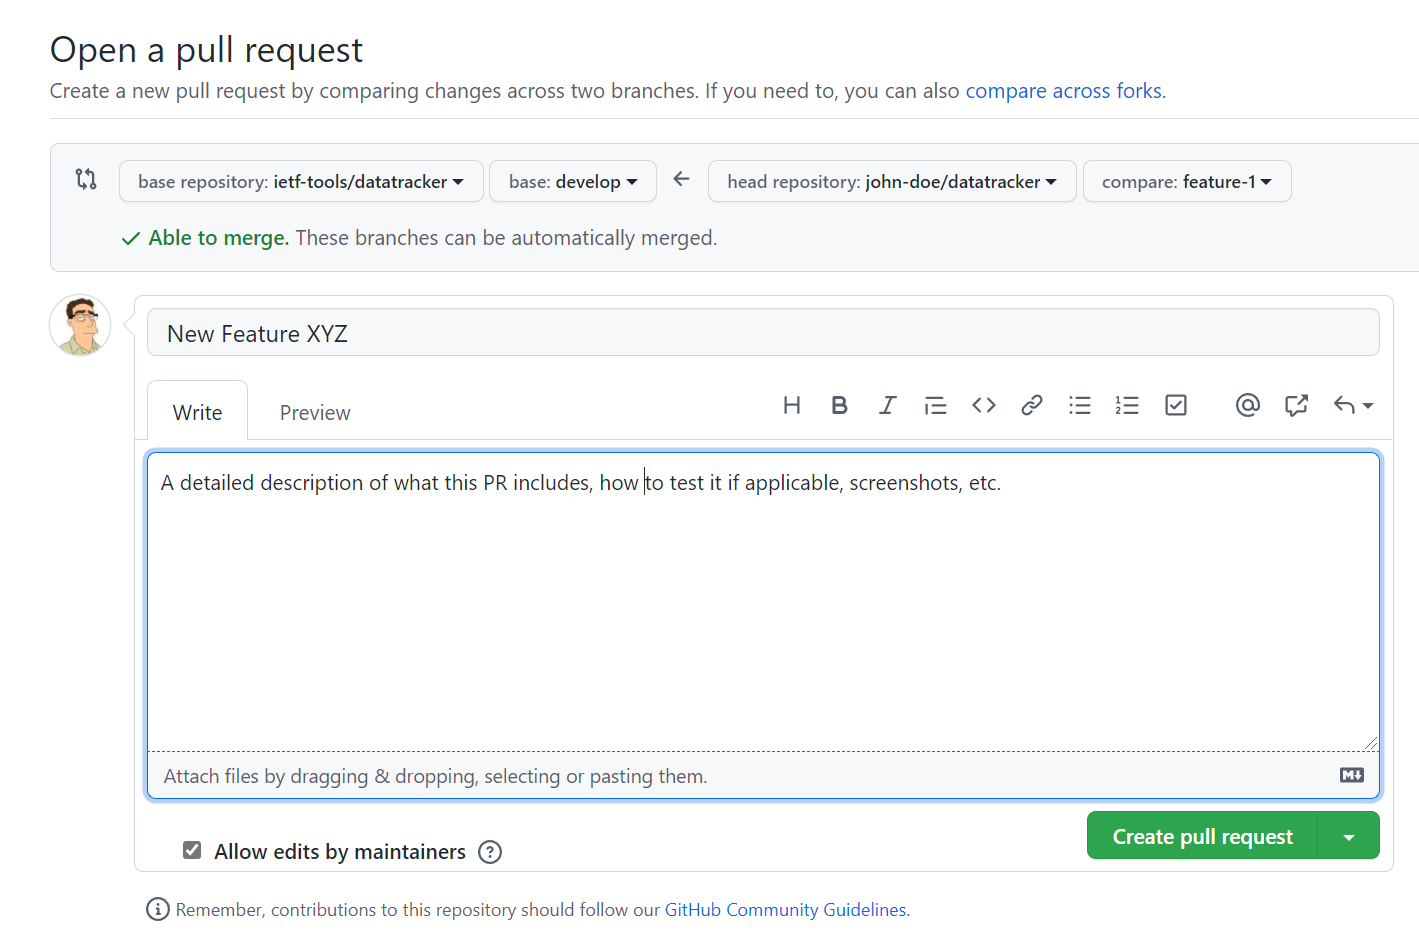 Open a pull request
Create a new pull request by comparing changes across two branches. If you need to, you can also compare across forks.
base repository: ietf-tools/datatracker base: develop head repository: john-doe/datatracker compare: feature-1
Able to merge. These branches can be automatically merged.
New Feature XYZ
Write Preview
A detailed description of what this PR includes, how to test it if applicable, screenshots, etc.
Attach files by dragging & dropping, selecting or pasting them.
Allow edits by maintainers
Create pull request
Remember, contributions to this repository should follow our GitHub Community Guidelines.